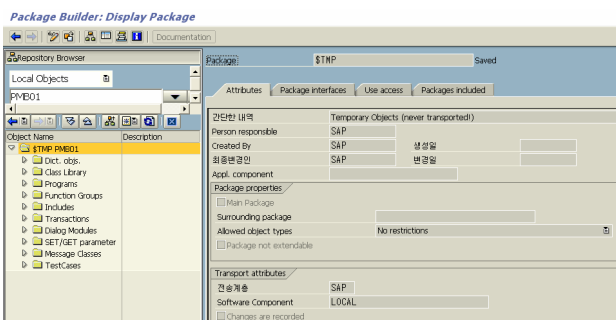 Package Builder: Display Package
Documentation
Repository Browser
Local Objects
PMB01
Object Name Description
$TMP PMB01
Dict. objs.
Class Library
Programs
Function Groups
Includes
Transactions
Dialog Modules
SET/GET parameter
Message Classes
TestCases
Package $TMP Saved
Attributes Package interfaces Use access Packages included
간단한 내역 Temporary Objects (never transported!)
Person responsible SAP
Created By SAP 생성일
최종변경인 SAP 변경일
Appl. component
Package properties
Main Package
Surrounding package
Allowed object types No restrictions
Package not extendable
Transport attributes
전송계층 SAP
Software Component LOCAL
Changes are recorded